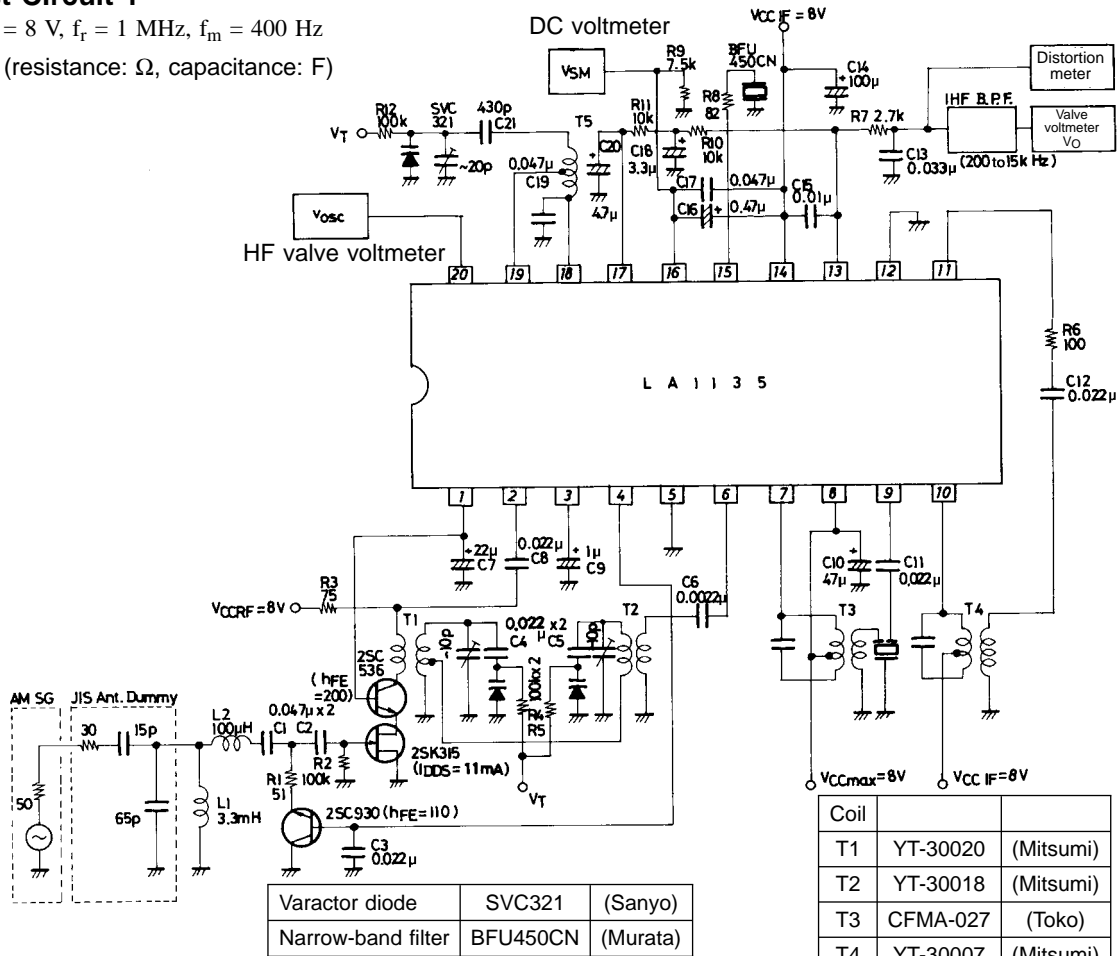 = 8 V, fr = 1 MHz, fm = 400 Hz
(resistance: Ω, capacitance: F)
DC voltmeter
VCC IF = 8V
VSM
R9
7.5k
BFU
450CN
C14
100μ
Distortion
meter
IHF B.P.F.
Valve
voltmeter
VO
(200 to 15k Hz)
R7 2.7k
C13
0.033μ
R8
82
R11
10k
R10
10k
C18
3.3μ
C20
47μ
T5
430p
C21
SVC
321
R12
100k
VT
~20p
0.047μ
C19
C17
0.047μ
C16
0.47μ
C15
0.01μ
VOSC
HF valve voltmeter
20
19
18
17
16
15
14
13
12
11
LA1135
R6
100
C12
0.022μ
1
2
3
4
5
6
7
8
9
10
22μ
C7
0.022μ
C8
1μ
C9
C6
0.0022μ
C10
47μ
C11
0.022μ
R3
75
VCCRF = 8V
T1
~10p
0.022 x 2
μ
C4
C5
~10p
T2
T3
T4
2SC
536
(hFE
=200)
100k x 2
R4
R5
VT
AM SG
JIS Ant. Dummy
30
15p
50
65p
L2
100μH
L1
3.3mH
0.047μ x 2
C1
C2
R2
100k
R1
51
2SK315
(IDDS = 11mA)
2SC930 (hFE=110)
C3
0.022μ
VCCmax=8V
VCC IF=8V
Varactor diode SVC321 (Sanyo)
Narrow-band filter BFU450CN (Murata)
Coil
T1 YT-30020 (Mitsumi)
T2 YT-30018 (Mitsumi)
T3 CFMA-027 (Toko)
T4 YT-30007 (Mitsumi)